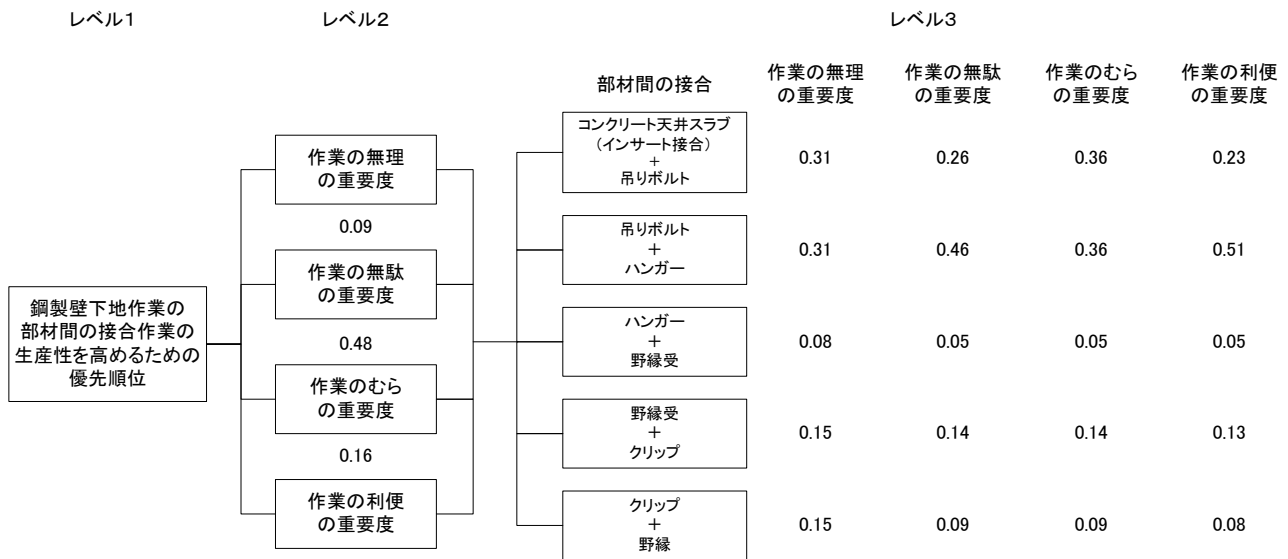 レベル1
レベル2
レベル3
部材間の接合
作業の無理
の重要度
作業の無駄
の重要度
作業のむら
の重要度
作業の利便
の重要度
鋼製壁下地作業の
部材間の接合作業の
生産性を高めるための
優先順位
作業の無理
の重要度
0.09
作業の無駄
の重要度
0.48
作業のむら
の重要度
0.16
作業の利便
の重要度
コンクリート天井スラブ
(インサート接合)
+
吊りボルト
0.31
0.26
0.36
0.23
吊りボルト
+
ハンガー
0.31
0.46
0.36
0.51
ハンガー
+
野縁受
0.08
0.05
0.05
0.05
野縁受
+
クリップ
0.15
0.14
0.14
0.13
クリップ
+
野縁
0.15
0.09
0.09
0.08